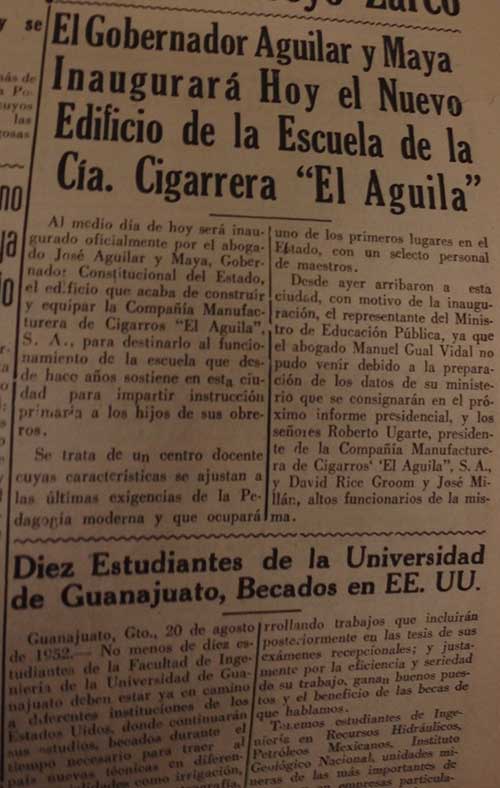 El Gobernador Aguilar y Maya
Inaugurará Hoy el Nuevo
Edificio de la Escuela de la
Cía. Cigarrera "El Aguila"
Al medio día de hoy será inau-
gurado oficialmente por el aboga-
do José Aguilar y Maya, Gober-
nador Constitucional del Estado,
el edificio que acaba de construir
y equipar la Compañía Manufac-
turera de Cigarros "El Aguila",
S. A., para destinarlo al funcio-
namiento de la escuela que des-
de hace años sostiene en esta ciu-
dad para impartir instrucción
primaria a los hijos de sus obre-
ros.
Se trata de un centro docente
cuyas características se ajustan a
las últimas exigencias de la Pe-
dagogía moderna y que ocupará
uno de los primeros lugares en el
Estado, con un selecto personal
de maestros.
Desde ayer arribaron a esta
ciudad, con motivo de la inaugu-
ración, el representante del Minis-
tro de Educación Pública, ya que
el abogado Manuel Gual Vidal no
pudo venir debido a la prepara-
ción de los datos de su ministe-
rio que se consignarán en el pró-
ximo informe presidencial, y los
señores Roberto Ugarte, presiden-
te de la Compañía Manufacture-
ra de Cigarros' 'El Aguila", S. A.,
y David Rice Groom y José Mi-
llán, altos funcionarios de la mis-
ma.
Diez Estudiantes de la Universidad
de Guanajuato, Becados en EE. UU.
Guanajuato, Gto., 20 de agosto
de 1952.— No menos de diez es-
tudiantes de la Facultad de Inge-
niería de la Universidad de Gua-
najuato deben estar ya en camino
a diferentes instituciones de los
Estados Uidos, donde continuarán
sus estudios, becados durante el
tiempo necesario para traer al
país nuevas técnicas en diferen-
como irrigación,
rrollando trabajos que incluirán
posteriormente en las tesis de sus
exámenes recepcionales; y justa-
mente por la eficiencia y seriedad
de su trabajo, ganan buenos pues-
tos y el beneficio de las becas de
que hablamos.
Tenemos estudiantes de Inge-
niería en Recursos Hidráulicos,
Petróleos Mexicanos, Instituto
Geológico Nacional, unidades mi-
neras de las más importantes de
en empresas particula-